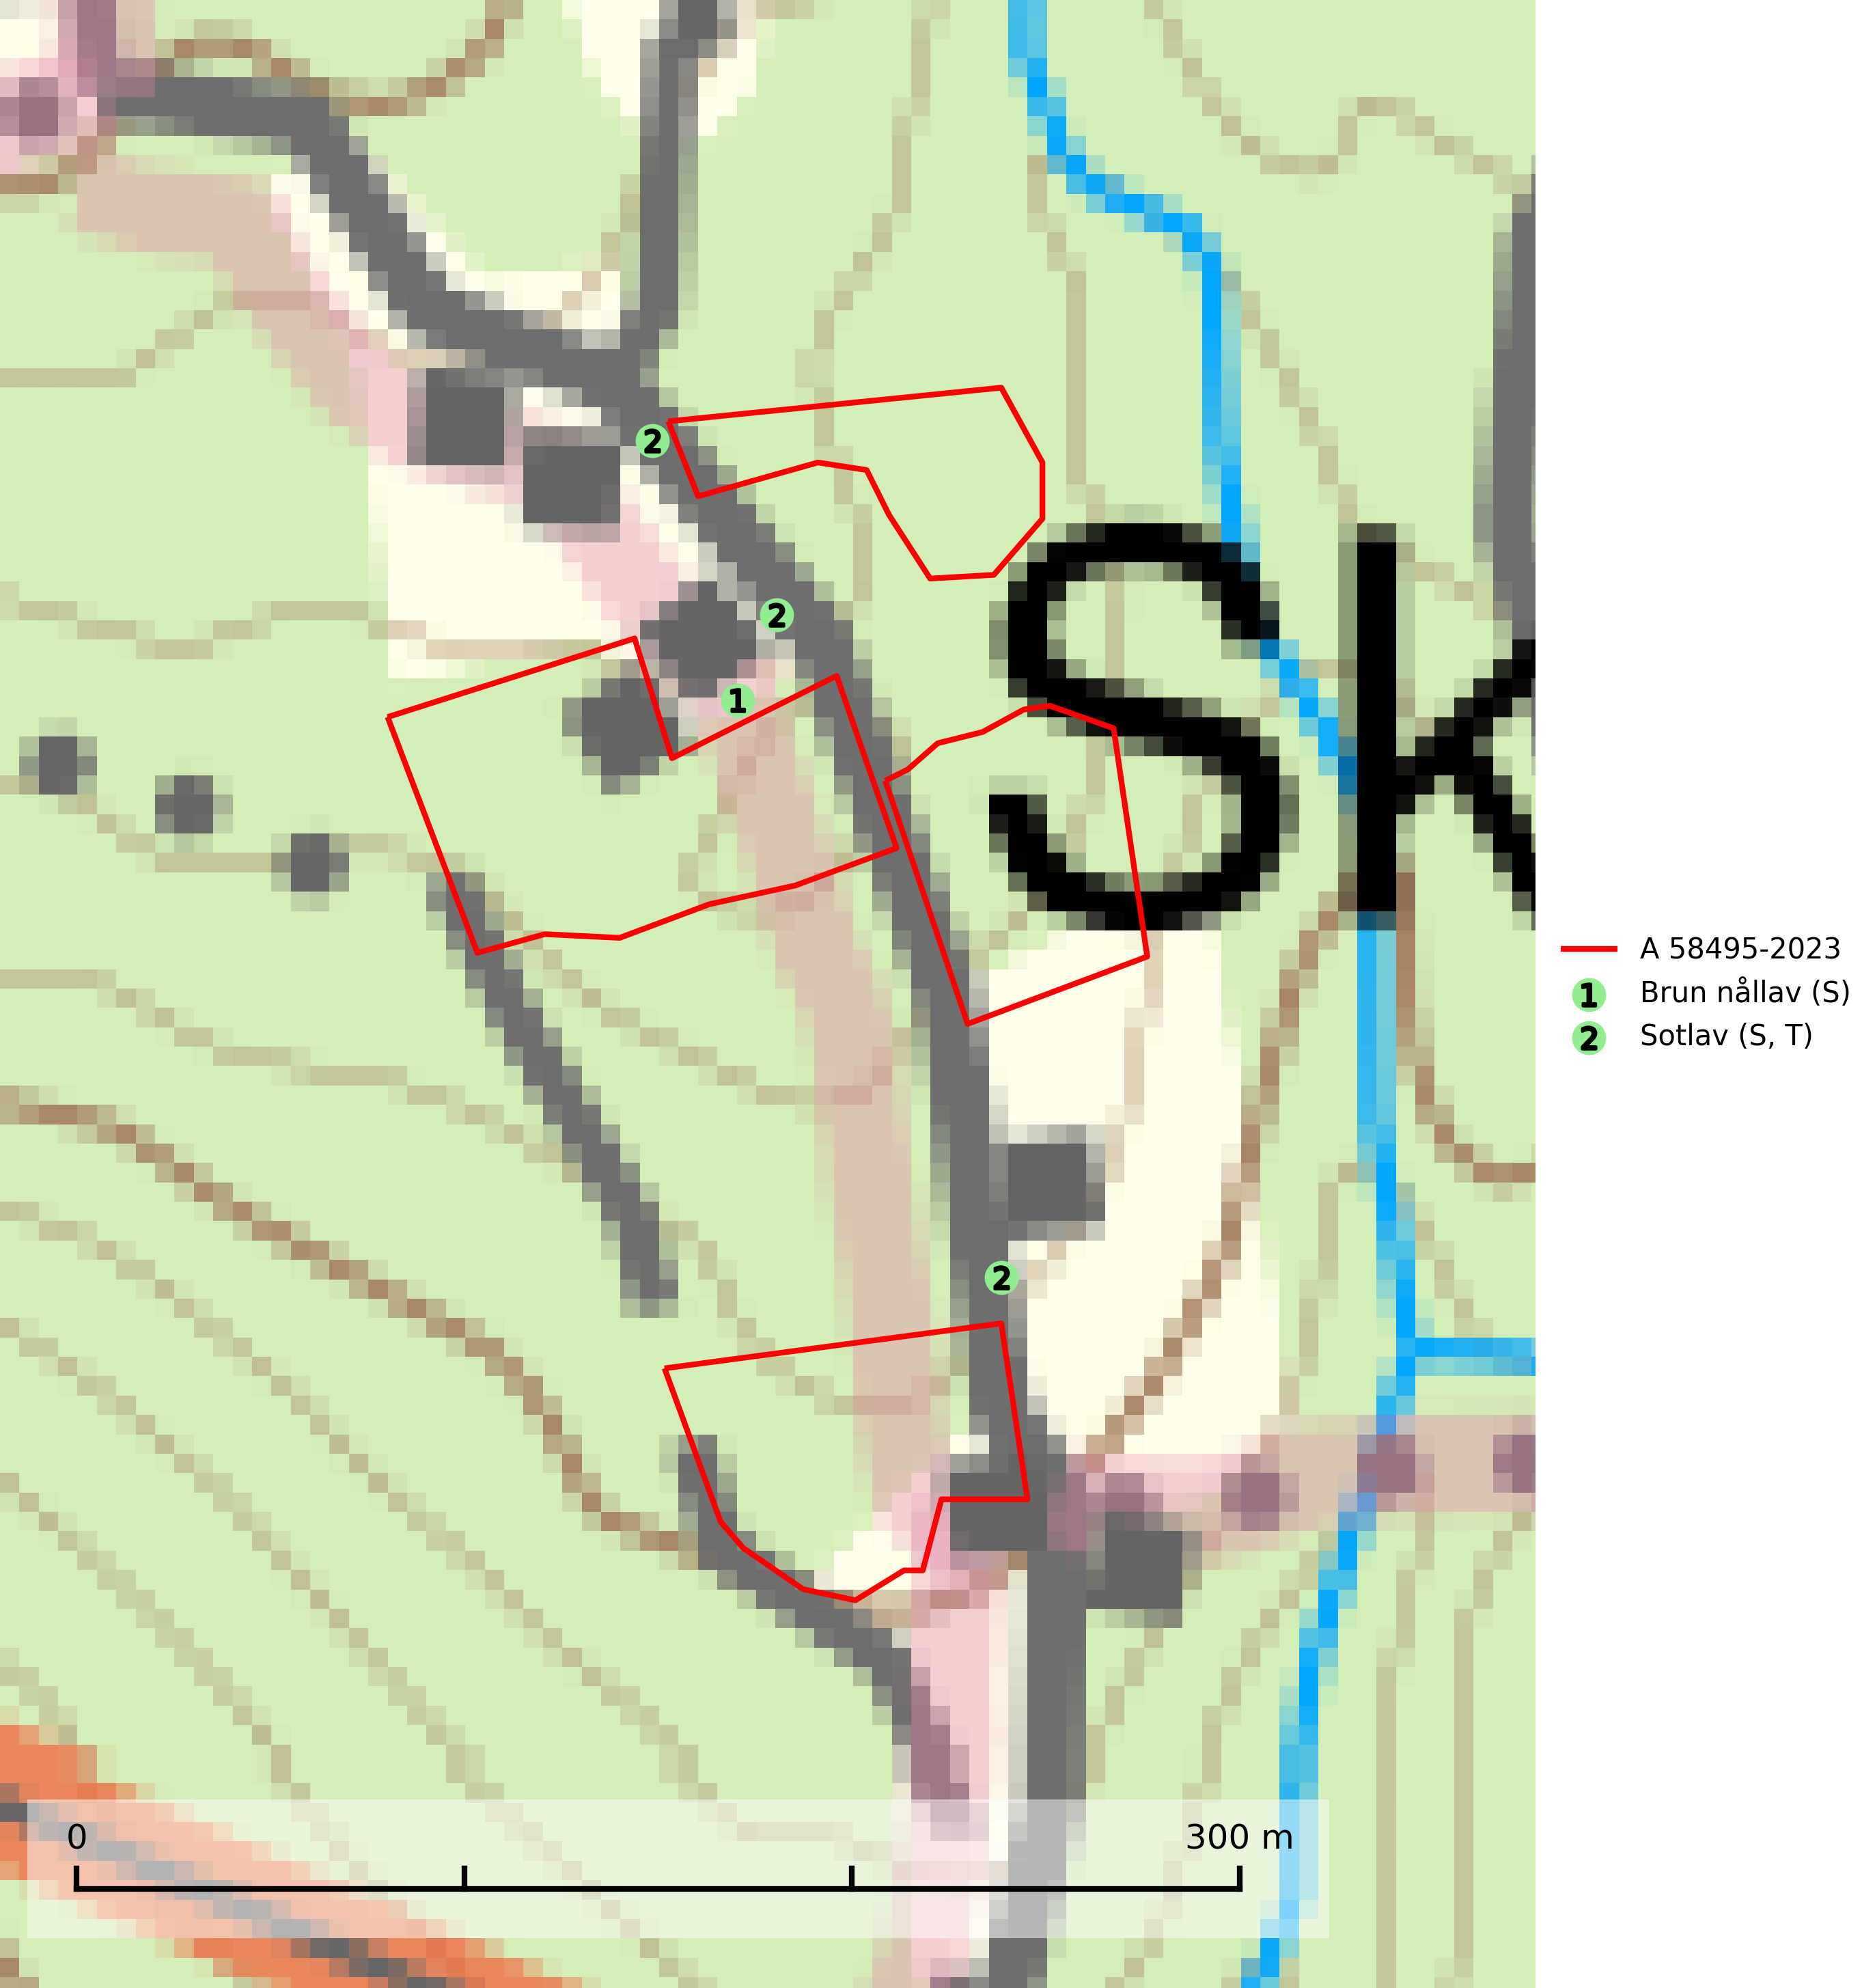 2
2
1
Sk
2
A 58495-2023
1 Brun nållav (S)
2 Sotlav (S, T)
0 300 m